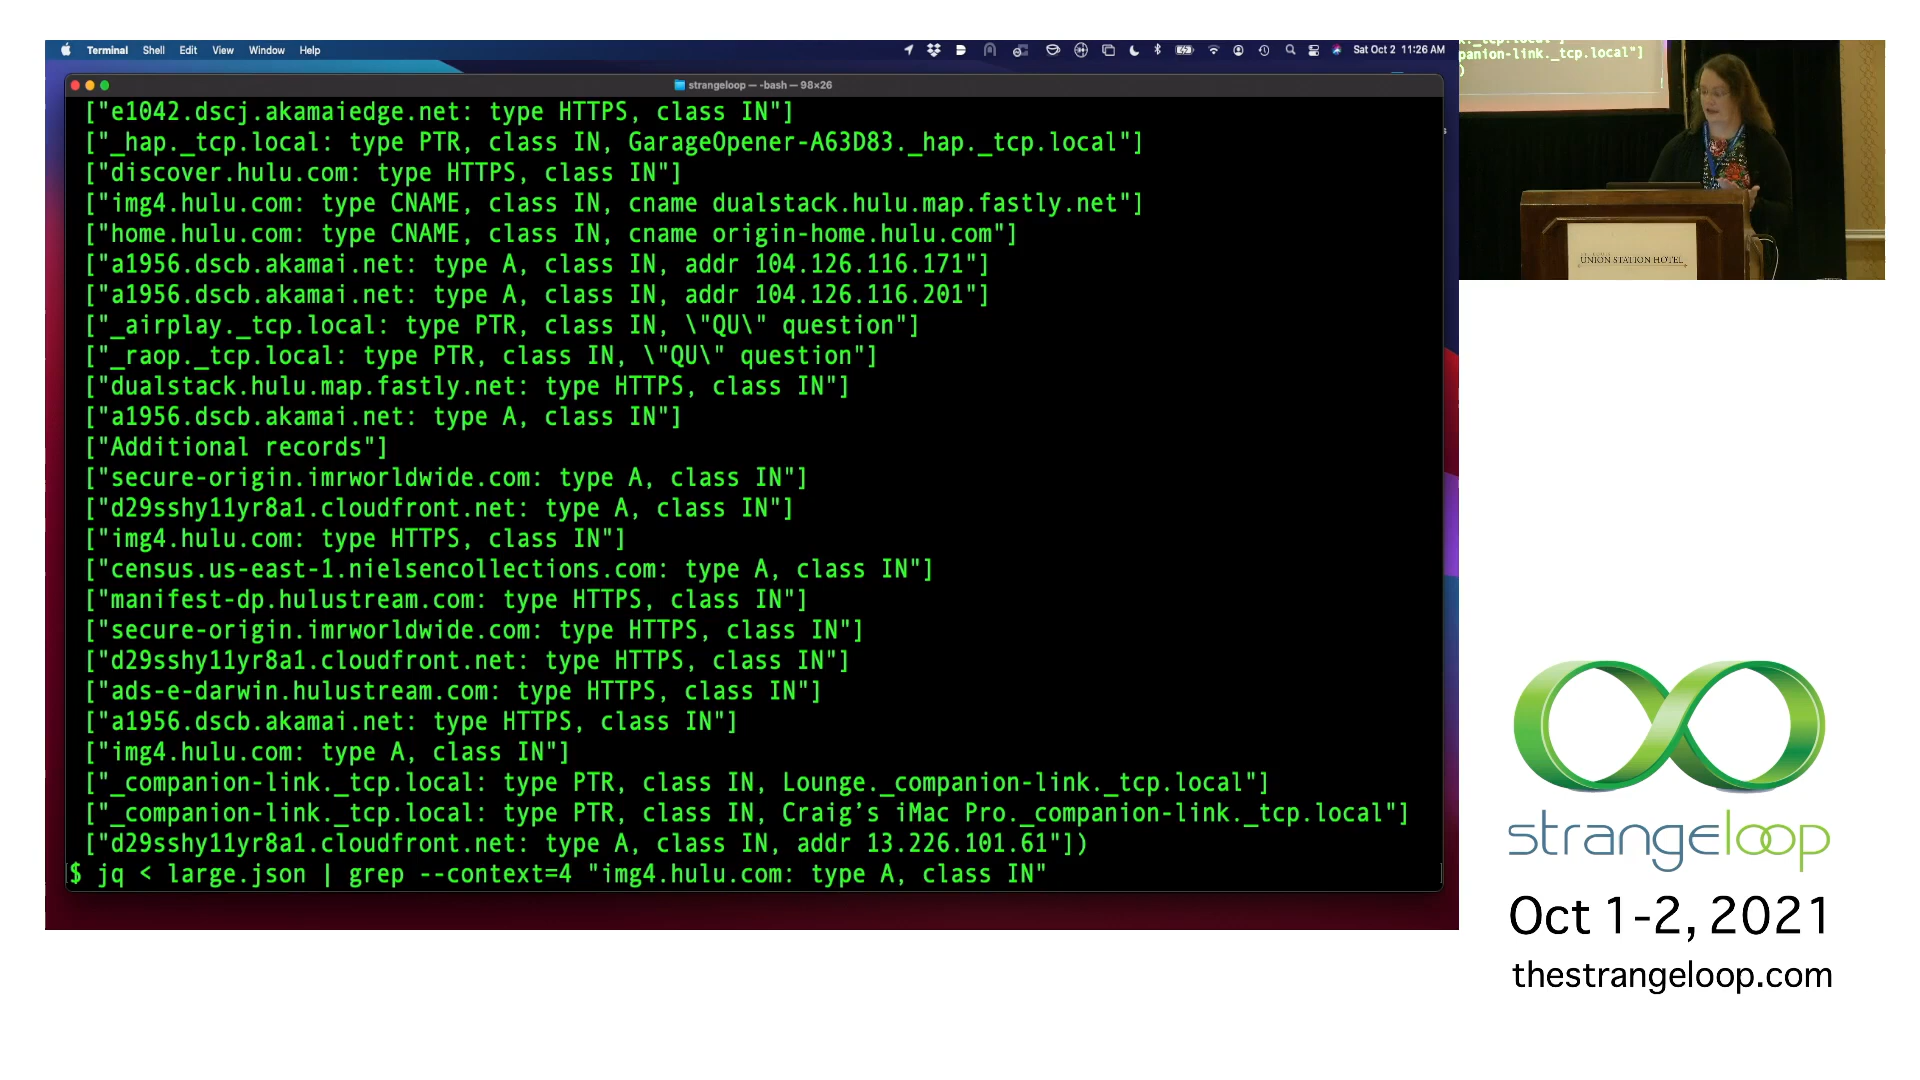 Terminal Shell Edit View Window Help
Sat Oct 2 11:26 AM
strangeloop — -bash — 98×26
["e1042.dscj.akamaiedge.net: type HTTPS, class IN"]
["_hap._tcp.local: type PTR, class IN, GarageOpener-A63D83._hap._tcp.local"]
["discover.hulu.com: type HTTPS, class IN"]
["img4.hulu.com: type CNAME, class IN, cname dualstack.hulu.map.fastly.net"]
["home.hulu.com: type CNAME, class IN, cname origin-home.hulu.com"]
["a1956.dscb.akamai.net: type A, class IN, addr 104.126.116.171"]
["a1956.dscb.akamai.net: type A, class IN, addr 104.126.116.201"]
["_airplay._tcp.local: type PTR, class IN, \"QU\" question"]
["_raop._tcp.local: type PTR, class IN, \"QU\" question"]
["dualstack.hulu.map.fastly.net: type HTTPS, class IN"]
["a1956.dscb.akamai.net: type A, class IN"]
["Additional records"]
["secure-origin.imrworldwide.com: type A, class IN"]
["d29sshy11yr8a1.cloudfront.net: type A, class IN"]
["img4.hulu.com: type HTTPS, class IN"]
["census.us-east-1.nielsencollections.com: type A, class IN"]
["manifest-dp.hulustream.com: type HTTPS, class IN"]
["secure-origin.imrworldwide.com: type HTTPS, class IN"]
["d29sshy11yr8a1.cloudfront.net: type HTTPS, class IN"]
["ads-e-darwin.hulustream.com: type HTTPS, class IN"]
["a1956.dscb.akamai.net: type HTTPS, class IN"]
["img4.hulu.com: type A, class IN"]
["_companion-link._tcp.local: type PTR, class IN, Lounge._companion-link._tcp.local"]
["_companion-link._tcp.local: type PTR, class IN, Craig’s iMac Pro._companion-link._tcp.local"]
["d29sshy11yr8a1.cloudfront.net: type A, class IN, addr 13.226.101.61"])
$ jq < large.json | grep --context=4 "img4.hulu.com: type A, class IN"
panion-link._tcp.local"]
)
UNION STATION HOTEL
strangeloop
Oct 1-2, 2021
thestrangeloop.com